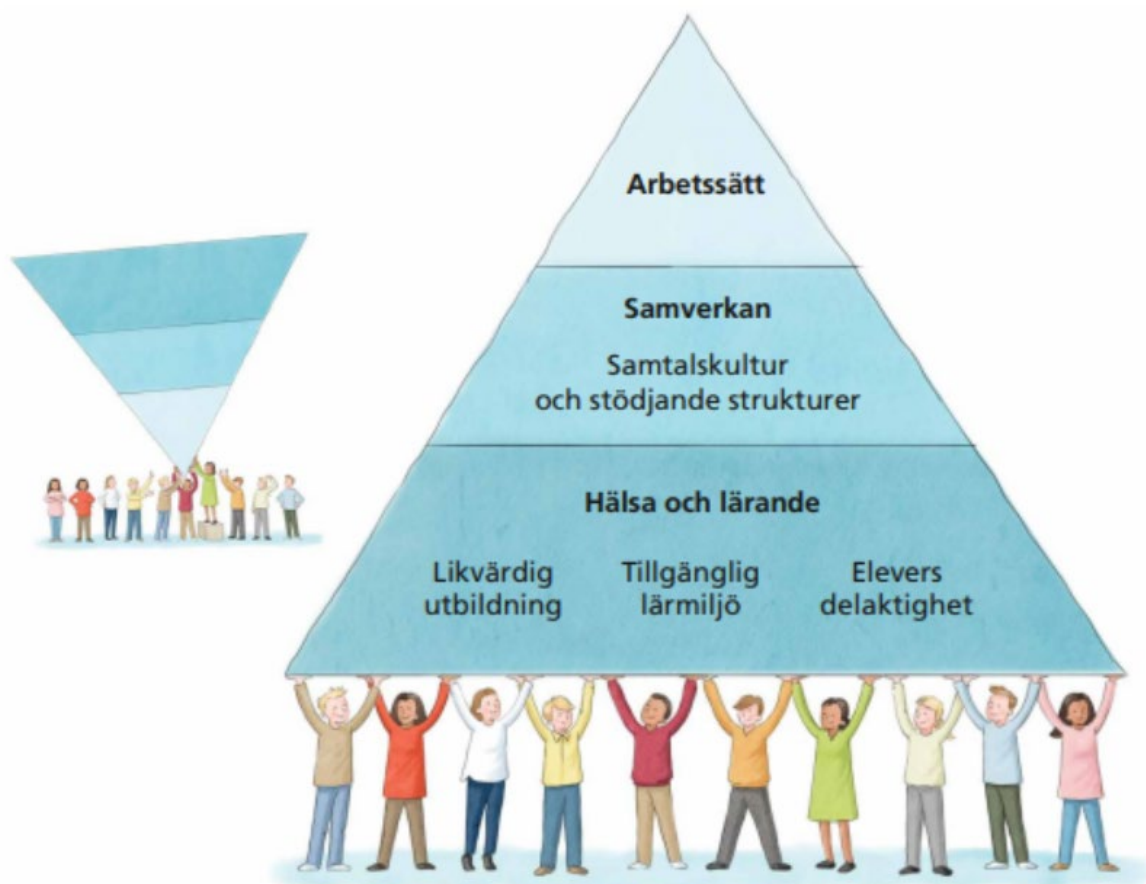 Arbetssätt
Samverkan
Samtalskultur
och stödjande strukturer
Hälsa och lärande
Likvärdig
utbildning
Tillgänglig
lärmiljö
Elevers
delaktighet